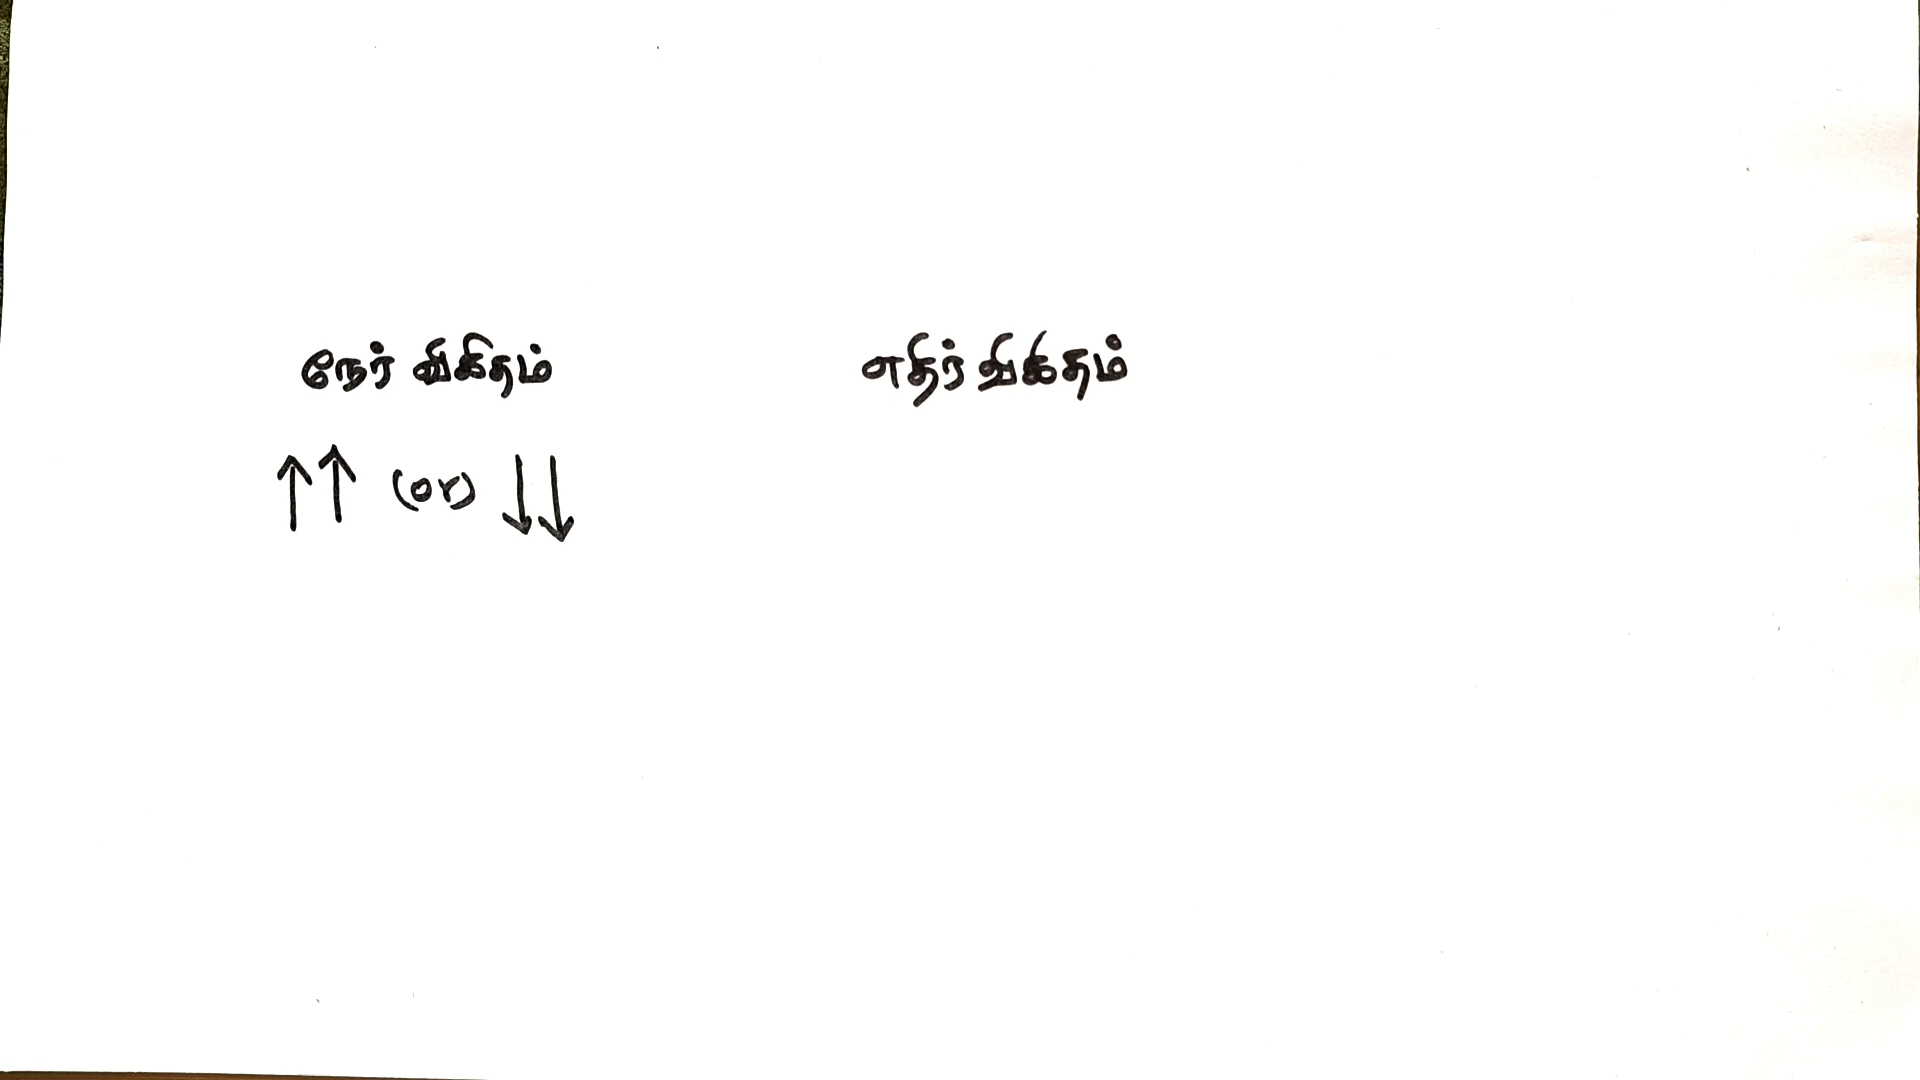 நேர் விகிதம் எதிர் விகிதம்
↑↑ (or) ↓↓